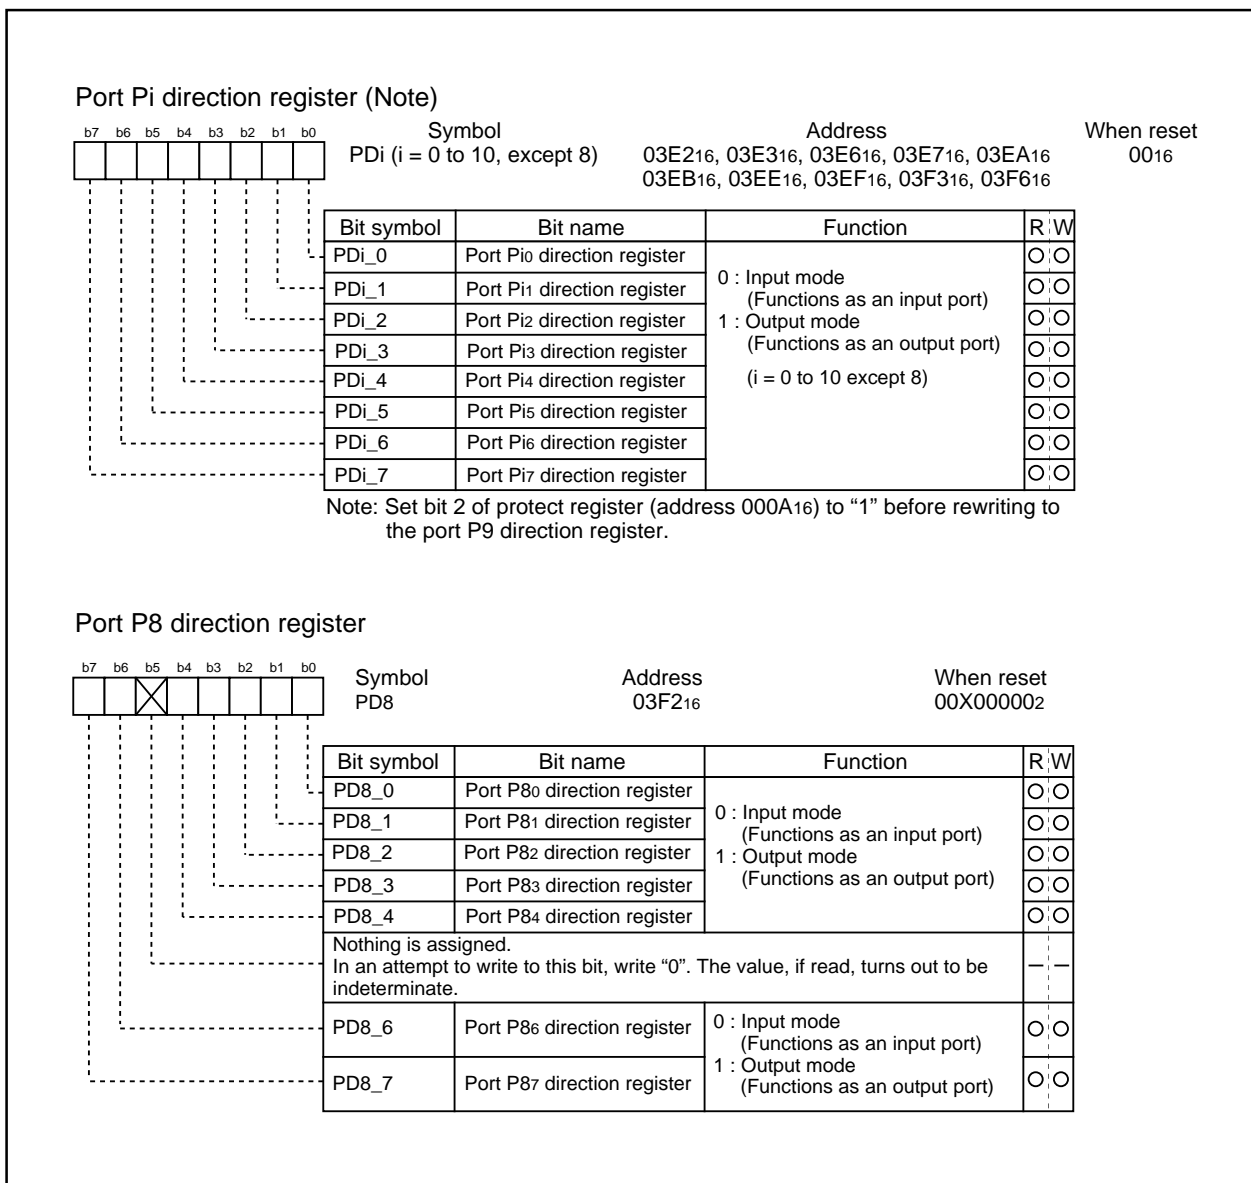 Port Pi direction register (Note)
b7 b6 b5 b4 b3 b2 b1 b0
Symbol Address When reset
PDi (i = 0 to 10, except 8) 03E216, 03E316, 03E616, 03E716, 03EA16 0016
03EB16, 03EE16, 03EF16, 03F316, 03F616
Bit symbol Bit name Function R W
PDi_0 Port Pi0 direction register
0 : Input mode
PDi_1 Port Pi1 direction register
(Functions as an input port)
PDi_2 Port Pi2 direction register
1 : Output mode
PDi_3 Port Pi3 direction register
(Functions as an output port)
PDi_4 Port Pi4 direction register
(i = 0 to 10 except 8)
PDi_5 Port Pi5 direction register
PDi_6 Port Pi6 direction register
PDi_7 Port Pi7 direction register
Note: Set bit 2 of protect register (address 000A16) to “1” before rewriting to
the port P9 direction register.
Port P8 direction register
b7 b6 b5 b4 b3 b2 b1 b0
Symbol Address When reset
PD8 03F216 00X000002
Bit symbol Bit name Function R W
PD8_0 Port P80 direction register
0 : Input mode
PD8_1 Port P81 direction register
(Functions as an input port)
PD8_2 Port P82 direction register
1 : Output mode
PD8_3 Port P83 direction register
(Functions as an output port)
PD8_4 Port P84 direction register
Nothing is assigned.
In an attempt to write to this bit, write “0”. The value, if read, turns out to be
indeterminate.
PD8_6 Port P86 direction register
0 : Input mode
(Functions as an input port)
PD8_7 Port P87 direction register
1 : Output mode
(Functions as an output port)